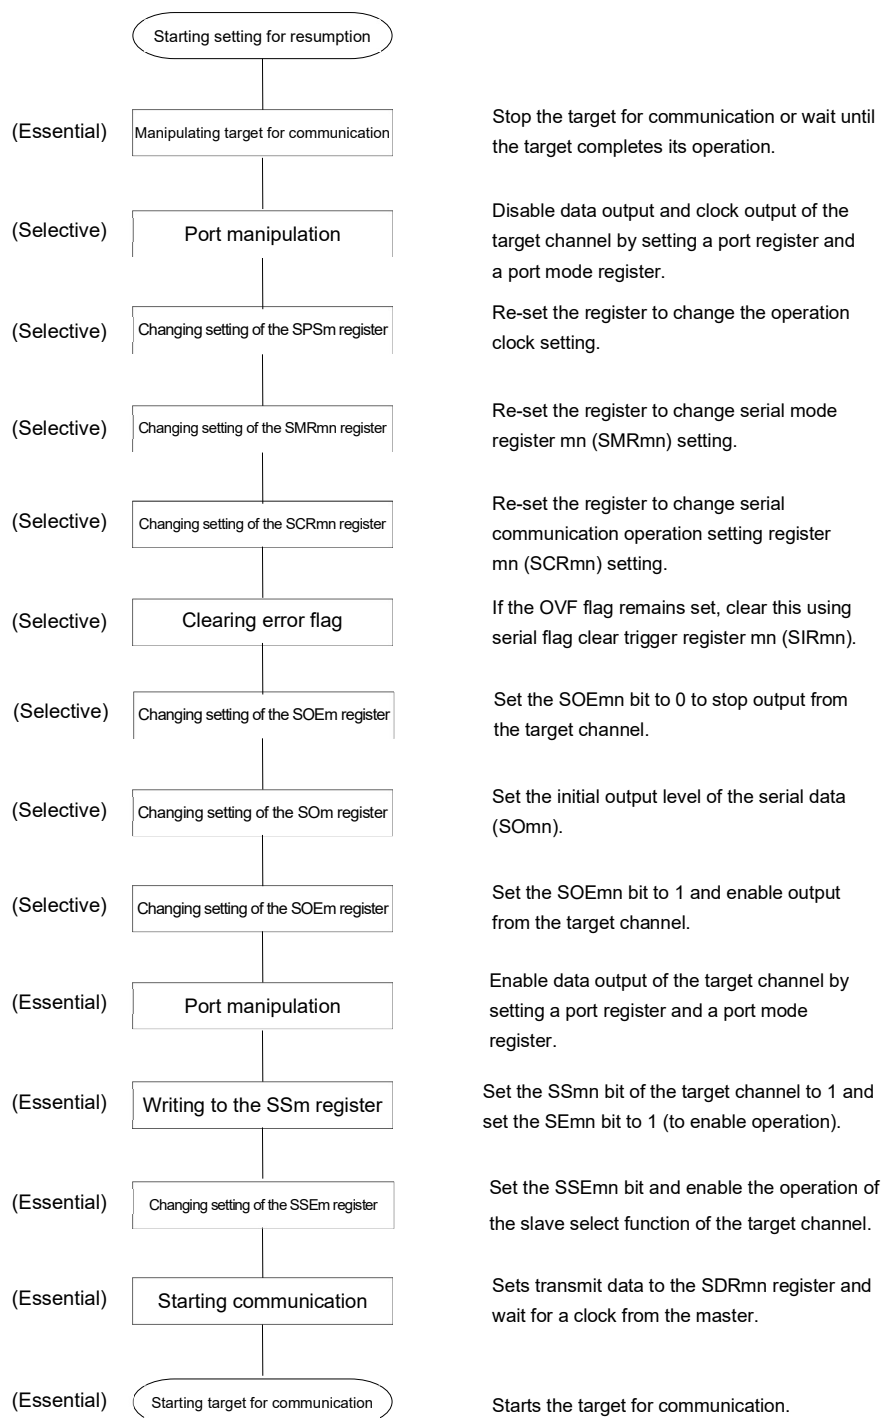 Starting setting for resumption
(Essential)
Manipulating target for communication
Stop the target for communication or wait until
the target completes its operation.
(Selective)
Port manipulation
Disable data output and clock output of the
target channel by setting a port register and
a port mode register.
(Selective)
Changing setting of the SPSm register
Re-set the register to change the operation
clock setting.
(Selective)
Changing setting of the SMRmn register
Re-set the register to change serial mode
register mn (SMRmn) setting.
(Selective)
Changing setting of the SCRmn register
Re-set the register to change serial
communication operation setting register
mn (SCRmn) setting.
(Selective)
Clearing error flag
If the OVF flag remains set, clear this using
serial flag clear trigger register mn (SIRmn).
(Selective)
Changing setting of the SOEm register
Set the SOEmn bit to 0 to stop output from
the target channel.
(Selective)
Changing setting of the SOm register
Set the initial output level of the serial data
(SOmn).
(Selective)
Changing setting of the SOEm register
Set the SOEmn bit to 1 and enable output
from the target channel.
(Essential)
Port manipulation
Enable data output of the target channel by
setting a port register and a port mode
register.
(Essential)
Writing to the SSm register
Set the SSmn bit of the target channel to 1 and
set the SEmn bit to 1 (to enable operation).
(Essential)
Changing setting of the SSEm register
Set the SSEmn bit and enable the operation of
the slave select function of the target channel.
(Essential)
Starting communication
Sets transmit data to the SDRmn register and
wait for a clock from the master.
(Essential)
Starting target for communication
Starts the target for communication.